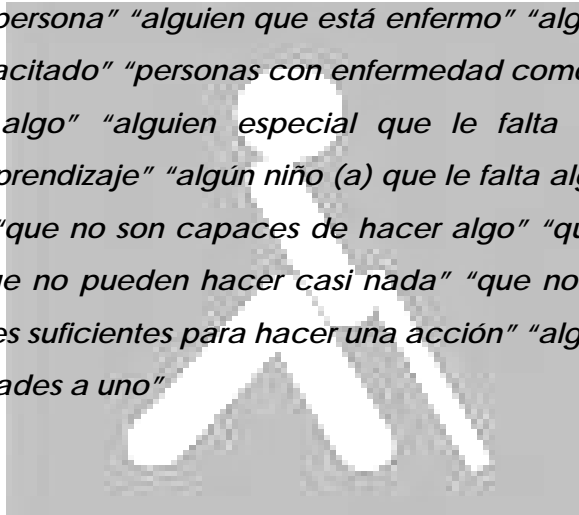 persona” “alguien que está enfermo” “alg
acitado” “personas con enfermedad como
algo” “alguien especial que le falta
prendizaje” “algún niño (a) que le falta alg
“que no son capaces de hacer algo” “qu
e no pueden hacer casi nada” “que no
es suficientes para hacer una acción” “alg
ades a uno”